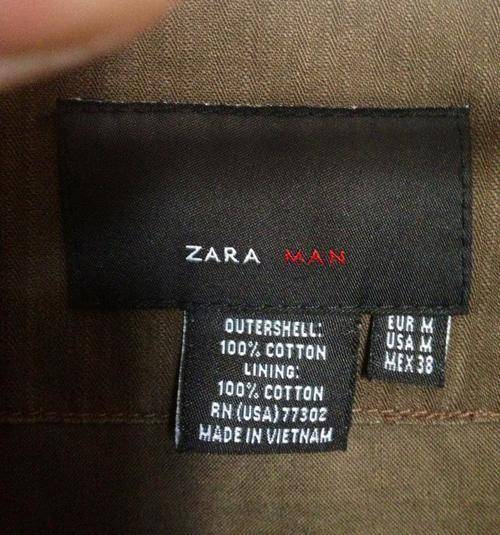 ZARA MAN
OUTERSHELL:
100% COTTON
LINING:
100% COTTON
RN (USA) 77302
MADE IN VIETNAM
EUR M
USA M
MEX 38